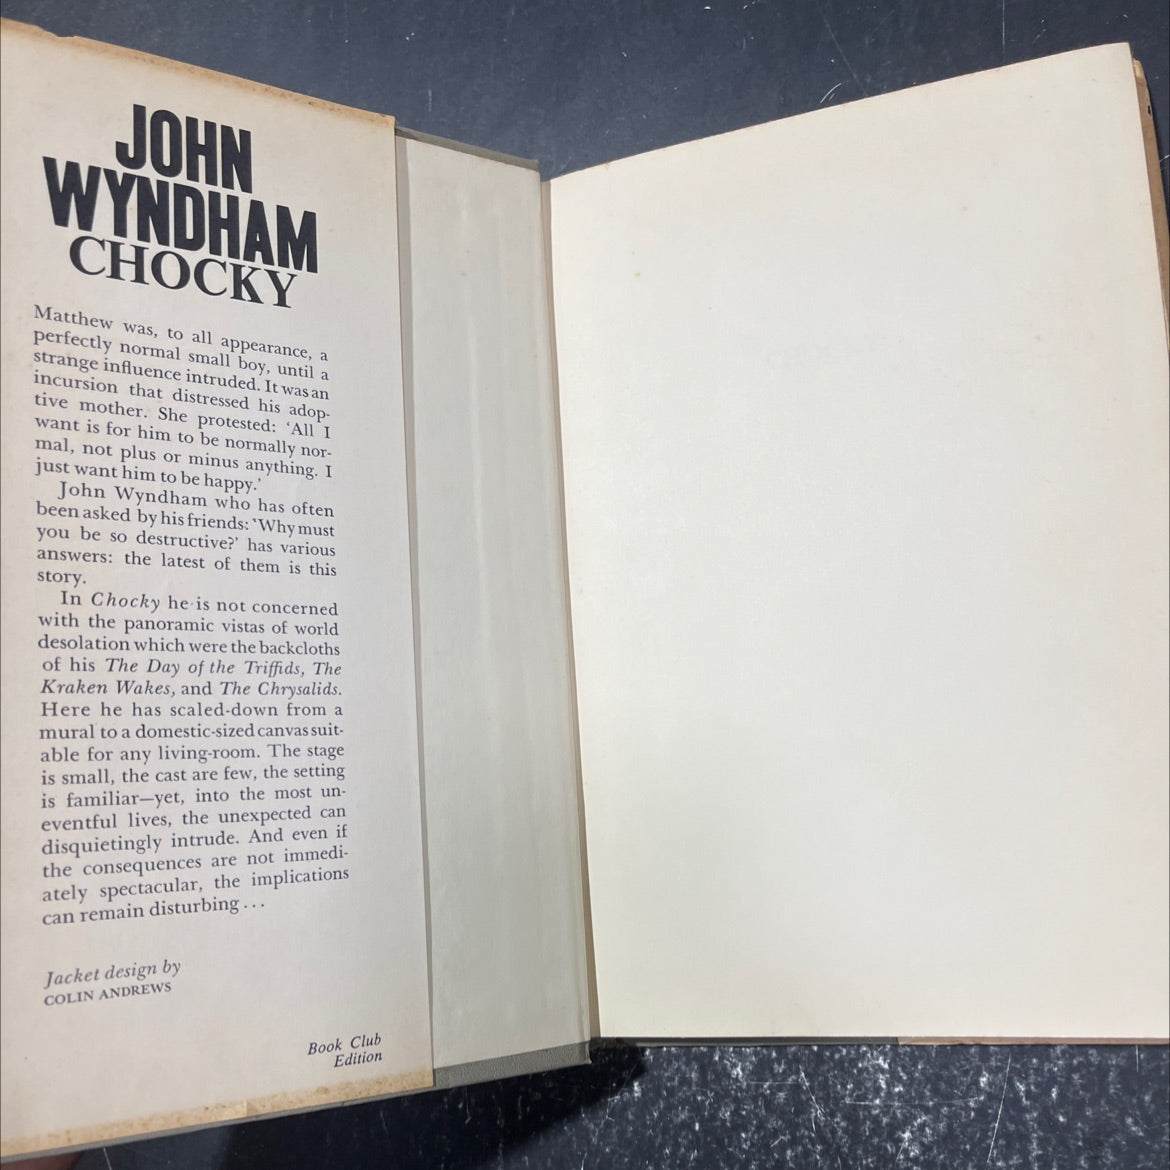 JOHN
WYNDHAM
CHOCKY
Matthew was, to all appearance, a
perfectly normal small boy, until a
strange influence intruded. It was an
incursion that distressed his adop-
tive mother. She protested: ‘All I
want is for him to be normally nor-
mal, not plus or minus anything. I
just want him to be happy.’
John Wyndham who has often
been asked by his friends: ‘Why must
you be so destructive?’ has various
answers: the latest of them is this
story.
In Chocky he is not concerned
with the panoramic vistas of world
desolation which were the backcloths
of his The Day of the Triffids, The
Kraken Wakes, and The Chrysalids.
Here he has scaled-down from a
mural to a domestic-sized canvas suit-
able for any living-room. The stage
is small, the cast are few, the setting
is familiar—yet, into the most un-
eventful lives, the unexpected can
disquietingly intrude. And even if
the consequences are not immedi-
ately spectacular, the implications
can remain disturbing . . .
Jacket design by
COLIN ANDREWS
Book Club
Edition